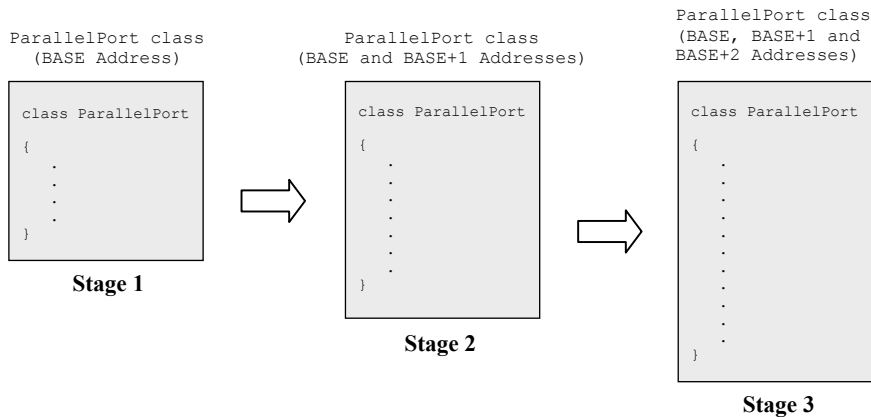 ParallelPort class
(BASE Address)
class ParallelPort
{
.
.
.
.
}
Stage 1
ParallelPort class
(BASE and BASE+1 Addresses)
class ParallelPort
{
.
.
.
.
.
.
.
}
Stage 2
ParallelPort class
(BASE, BASE+1 and
BASE+2 Addresses)
class ParallelPort
{
.
.
.
.
.
.
.
.
.
.
.
}
Stage 3